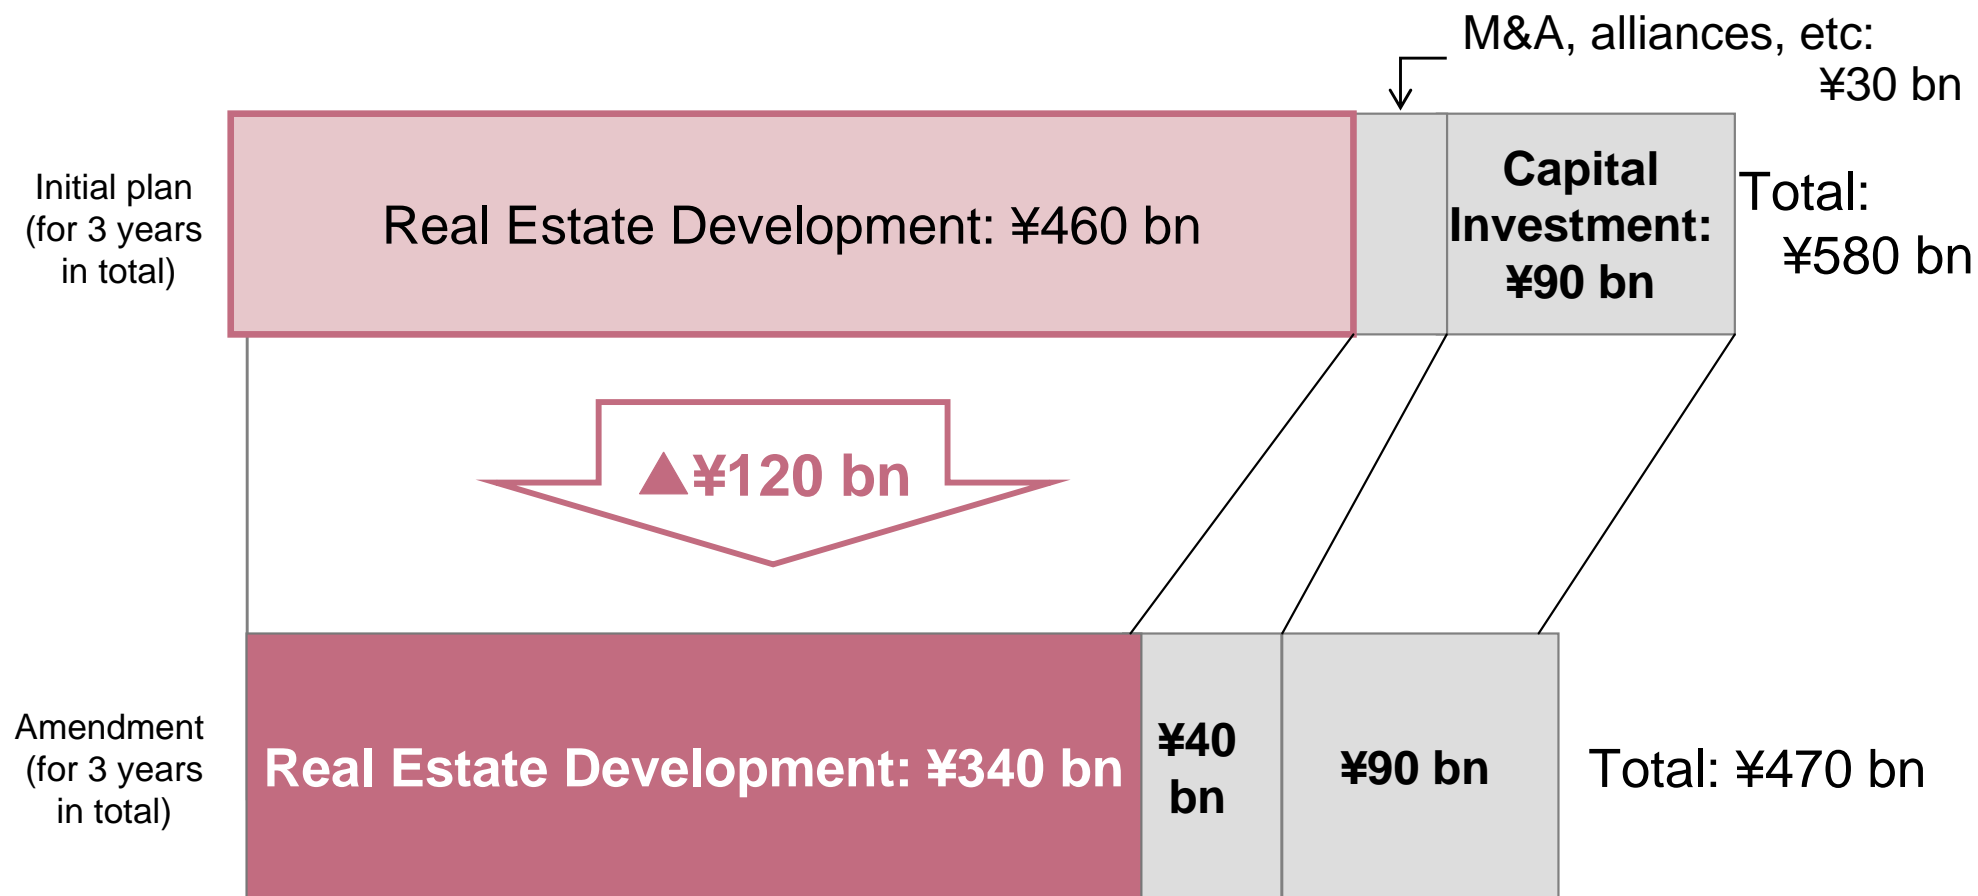 M&A, alliances, etc:
¥30 bn
Initial plan
(for 3 years
in total)
Real Estate Development: ¥460 bn
Capital
Investment:
¥90 bn
Total:
¥580 bn
▲¥120 bn
Amendment
(for 3 years
in total)
Real Estate Development: ¥340 bn
¥40
bn
¥90 bn
Total: ¥470 bn